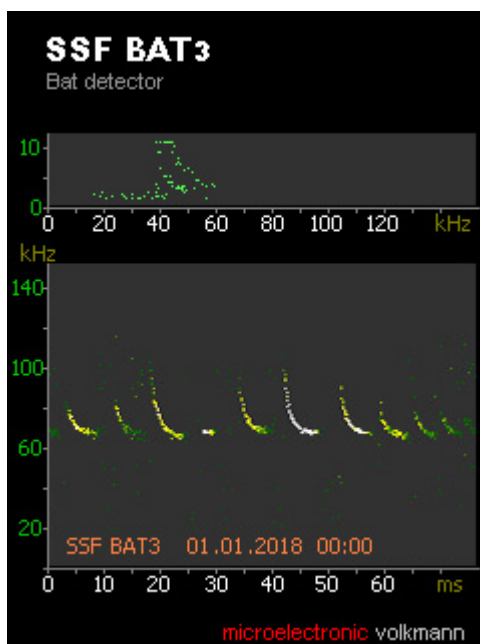 SSF BAT3
Bat detector
10
0
0 20 40 60 80 100 120 kHz
kHz
140
100
60
20
SSF BAT3 01.01.2018 00:00
0 10 20 30 40 50 60 ms
microelectronic volkmann